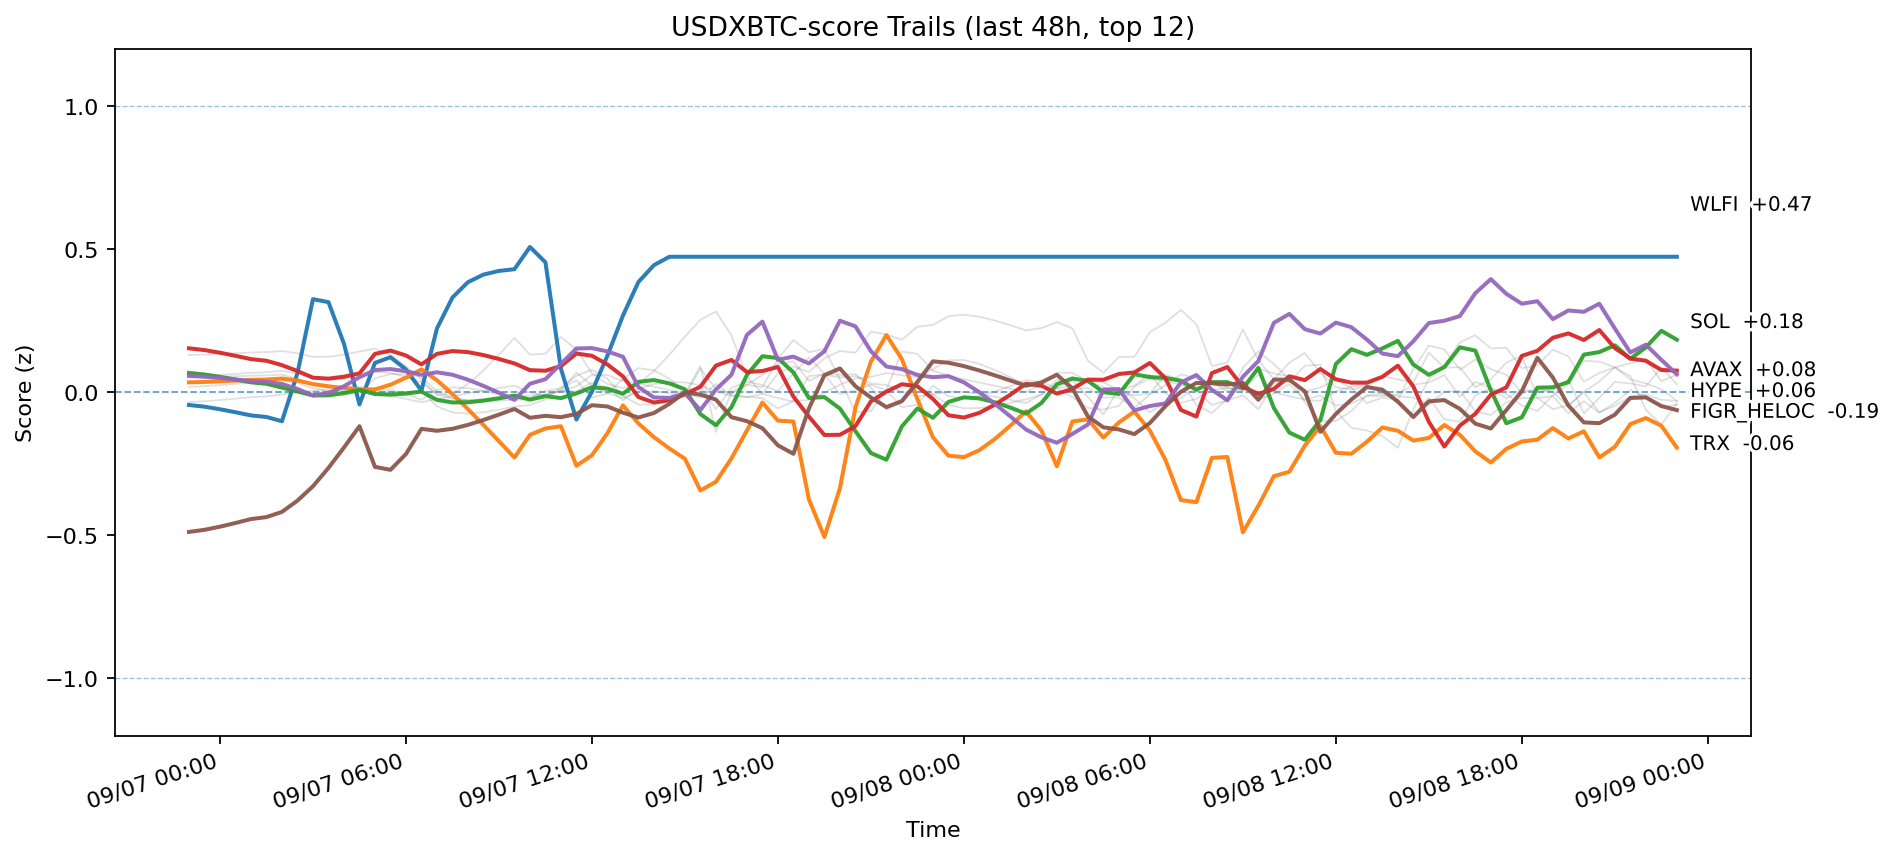 USDXBTC-score Trails (last 48h, top 12)
Score (z)
1.0
0.5
0.0
−0.5
−1.0
WLFI +0.47
SOL +0.18
AVAX +0.08
HYPE +0.06
FIGR_HELOC -0.19
TRX -0.06
09/07 00:00
09/07 06:00
09/07 12:00
09/07 18:00
09/08 00:00
09/08 06:00
09/08 12:00
09/08 18:00
09/09 00:00
Time